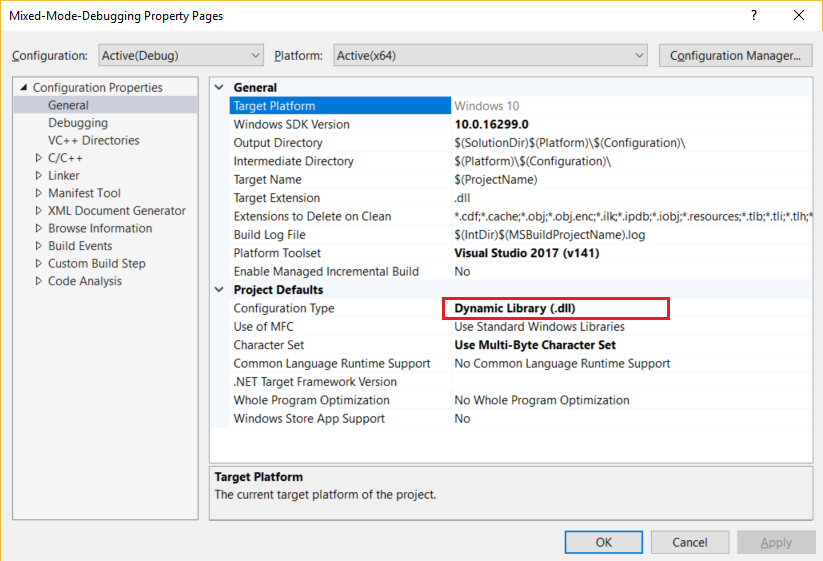 Mixed-Mode-Debugging Property Pages
Configuration: Active(Debug) Platform: Active(x64) Configuration Manager...
Configuration Properties
General
Debugging
VC++ Directories
C/C++
Linker
Manifest Tool
XML Document Generator
Browse Information
Build Events
Custom Build Step
Code Analysis
General
Target Platform Windows 10
Windows SDK Version 10.0.16299.0
Output Directory $(SolutionDir)$(Platform)\$(Configuration)\
Intermediate Directory $(Platform)\$(Configuration)\
Target Name $(ProjectName)
Target Extension .dll
Extensions to Delete on Clean *.cdf;*.cache;*.obj;*.obj.enc;*.ilk;*.ipdb;*.iobj;*.resources;*.tlb;*.tli;*.tlh;*
Build Log File $(IntDir)$(MSBuildProjectName).log
Platform Toolset Visual Studio 2017 (v141)
Enable Managed Incremental Build No
Project Defaults
Configuration Type Dynamic Library (.dll)
Use of MFC Use Standard Windows Libraries
Character Set Use Multi-Byte Character Set
Common Language Runtime Support No Common Language Runtime Support
.NET Target Framework Version
Whole Program Optimization No Whole Program Optimization
Windows Store App Support No
Target Platform
The current target platform of the project.
OK Cancel Apply